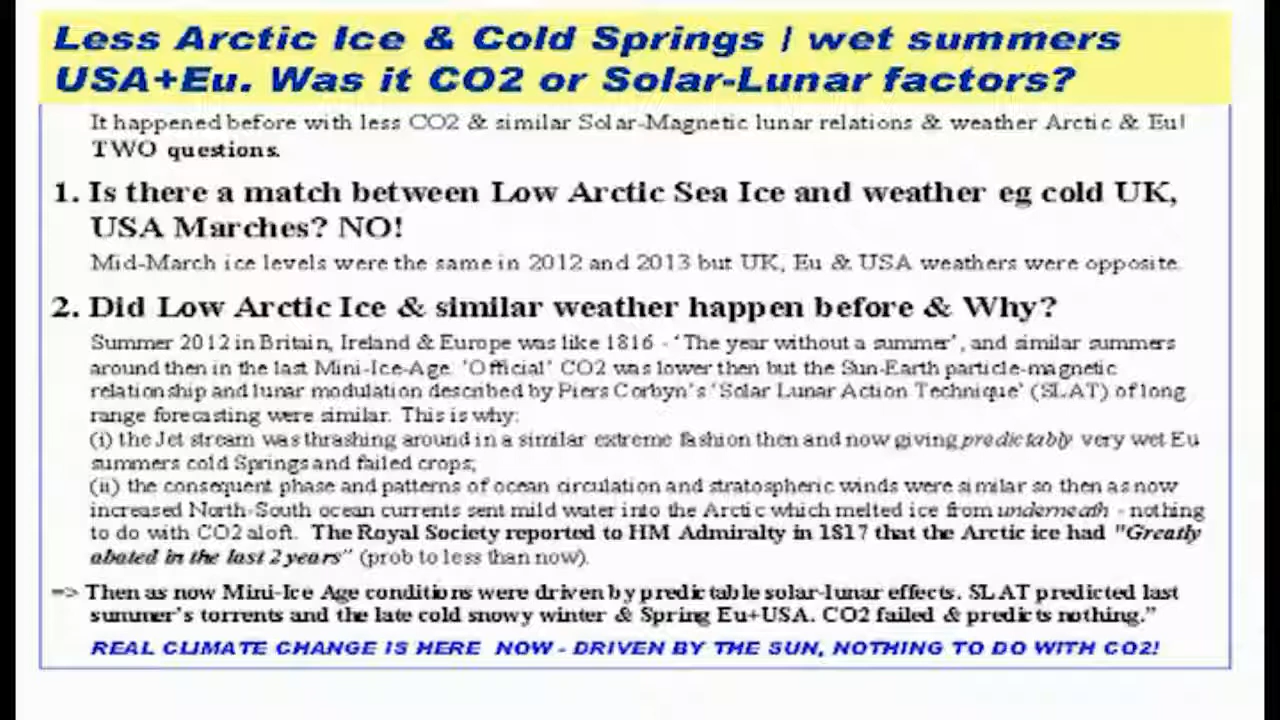 Less Arctic Ice & Cold Springs / wet summers
USA+Eu. Was it CO2 or Solar-Lunar factors?
It happened before with less CO2 & similar Solar-Magnetic lunar relations & weather Arctic & Eu!
TWO questions.
1. Is there a match between Low Arctic Sea Ice and weather eg cold UK,
USA Marches? NO!
Mid-March ice levels were the same in 2012 and 2013 but UK, Eu & USA weathers were opposite.
2. Did Low Arctic Ice & similar weather happen before & Why?
Summer 2012 in Britain, Ireland & Europe was like 1816 - 'The year without a summer', and similar summers
around then in the last Mini-Ice-Age. 'Official' CO2 was lower then but the Sun-Earth particle-magnetic
relationship and lunar modulation described by Piers Corbyn's 'Solar Lunar Action Technique' (SLAT) of long
range forecasting were similar. This is why:
(i) the Jet stream was thrashing around in a similar extreme fashion then and now giving predictably very wet Eu
summers cold Springs and failed crops;
(ii) the consequent phase and patterns of ocean circulation and stratospheric winds were similar so then as now
increased North-South ocean currents sent mild water into the Arctic which melted ice from underneath - nothing
to do with CO2 aloft. The Royal Society reported to HM Admiralty in 1817 that the Arctic ice had "Greatly
abated in the last 2 years" (prob to less than now).
=> Then as now Mini-Ice Age conditions were driven by predictable solar-lunar effects. SLAT predicted last
summer's torrents and the late cold snowy winter & Spring Eu+USA. CO2 failed & predicts nothing."
REAL CLIMATE CHANGE IS HERE NOW - DRIVEN BY THE SUN, NOTHING TO DO WITH CO2!